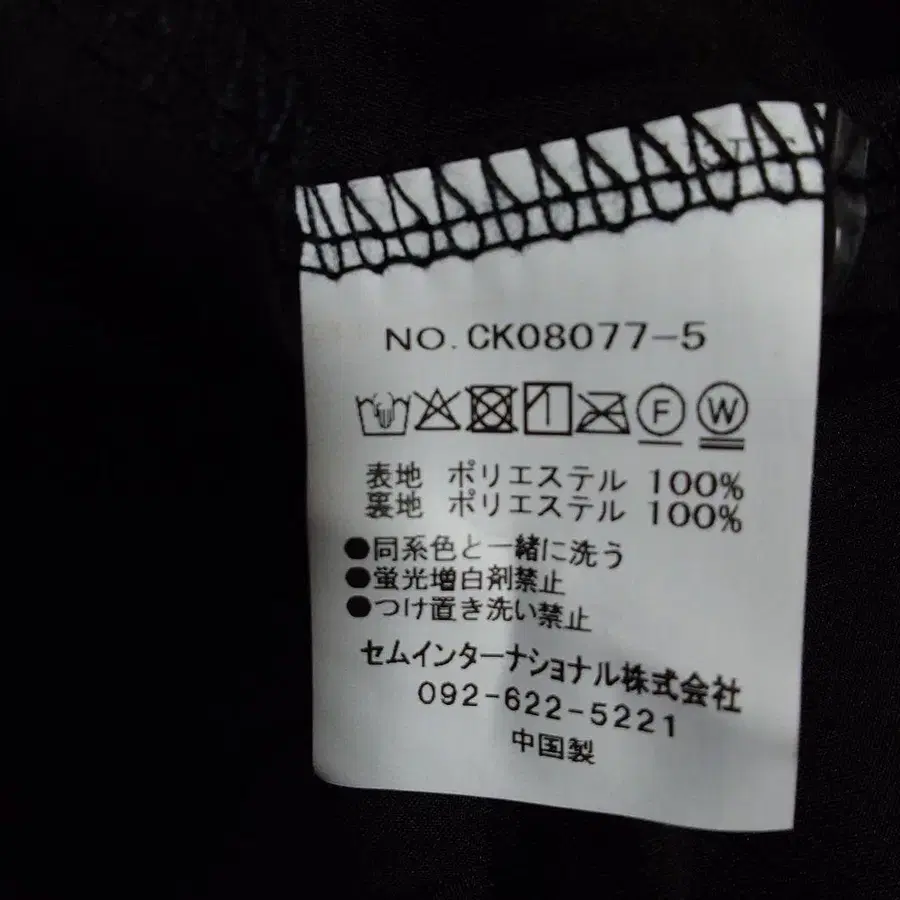 NO. CK08077-5
F W
表地 ポリエステル 100%
裏地 ポリエステル 100%
●同系色と一緒に洗う
●蛍光増白剤禁止
●つけ置き洗い禁止
セムインターナショナル株式会社
092-622-5221
中国製